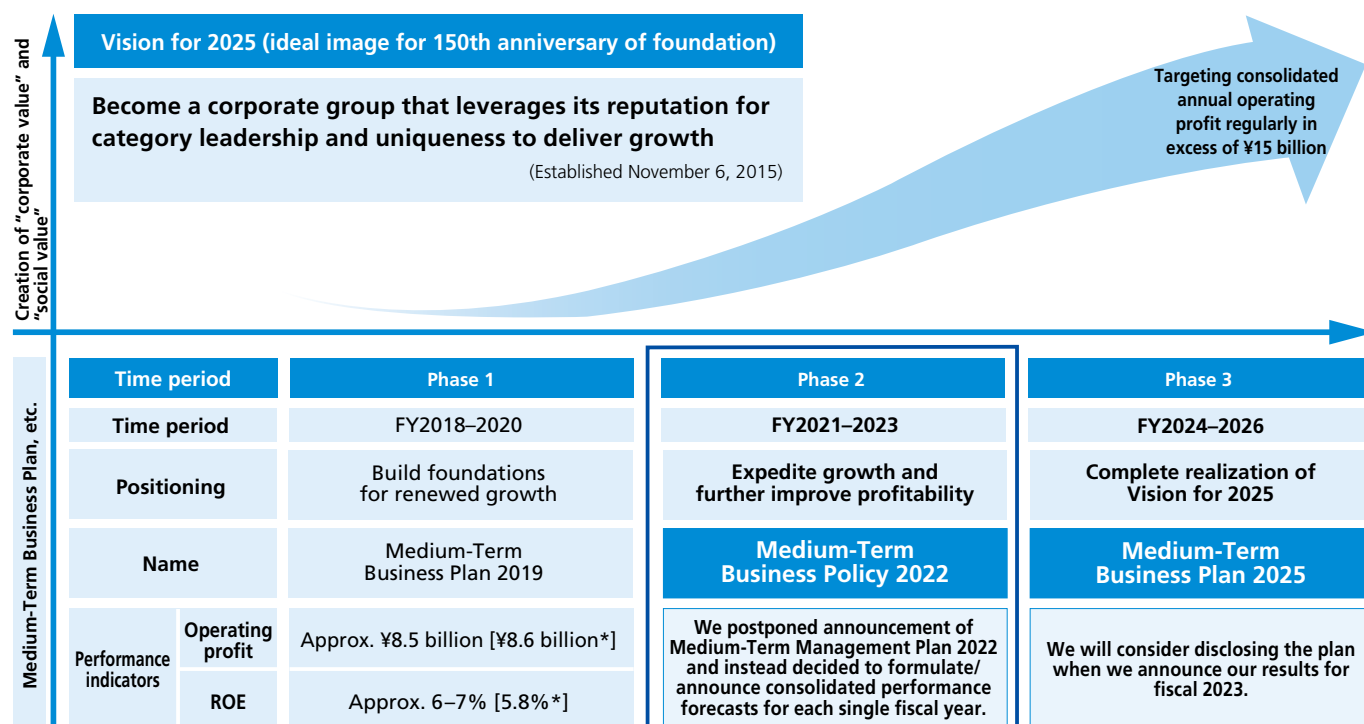 Creation of "corporate value" and
"social value"
Vision for 2025 (ideal image for 150th anniversary of foundation)
Become a corporate group that leverages its reputation for
category leadership and uniqueness to deliver growth
(Established November 6, 2015)
Targeting consolidated
annual operating
profit regularly in
excess of ¥15 billion
Medium-Term Business Plan, etc.
Time period
Phase 1
Phase 2
Phase 3
Time period
FY2018–2020
FY2021–2023
FY2024–2026
Positioning
Build foundations
for renewed growth
Expedite growth and
further improve profitability
Complete realization of
Vision for 2025
Name
Medium-Term
Business Plan 2019
Medium-Term
Business Policy 2022
Medium-Term
Business Plan 2025
Performance
indicators
Operating
profit
Approx. ¥8.5 billion [¥8.6 billion*]
ROE
Approx. 6–7% [5.8%*]
We postponed announcement of
Medium-Term Management Plan 2022
and instead decided to formulate/
announce consolidated performance
forecasts for each single fiscal year.
We will consider disclosing the plan
when we announce our results for
fiscal 2023.